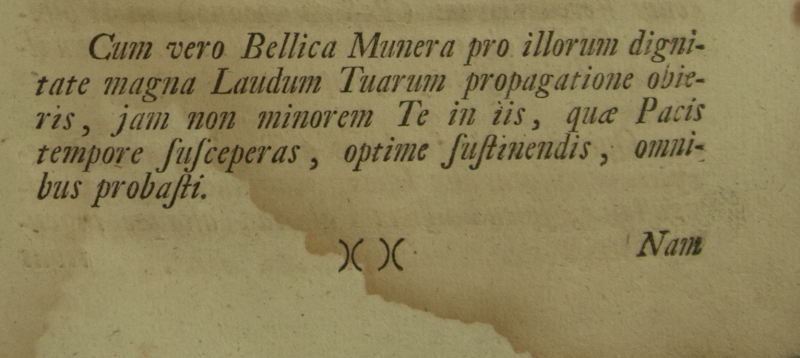 Cum vero Bellica Munera pro illorum digni-
tate magna Laudum Tuarum propagatione obie-
ris, jam non minorem Te in iis, quæ Pacis
tempore ſuſceperas, optime ſuſtinendis, omni-
bus probaſti.
)( )(
Nam